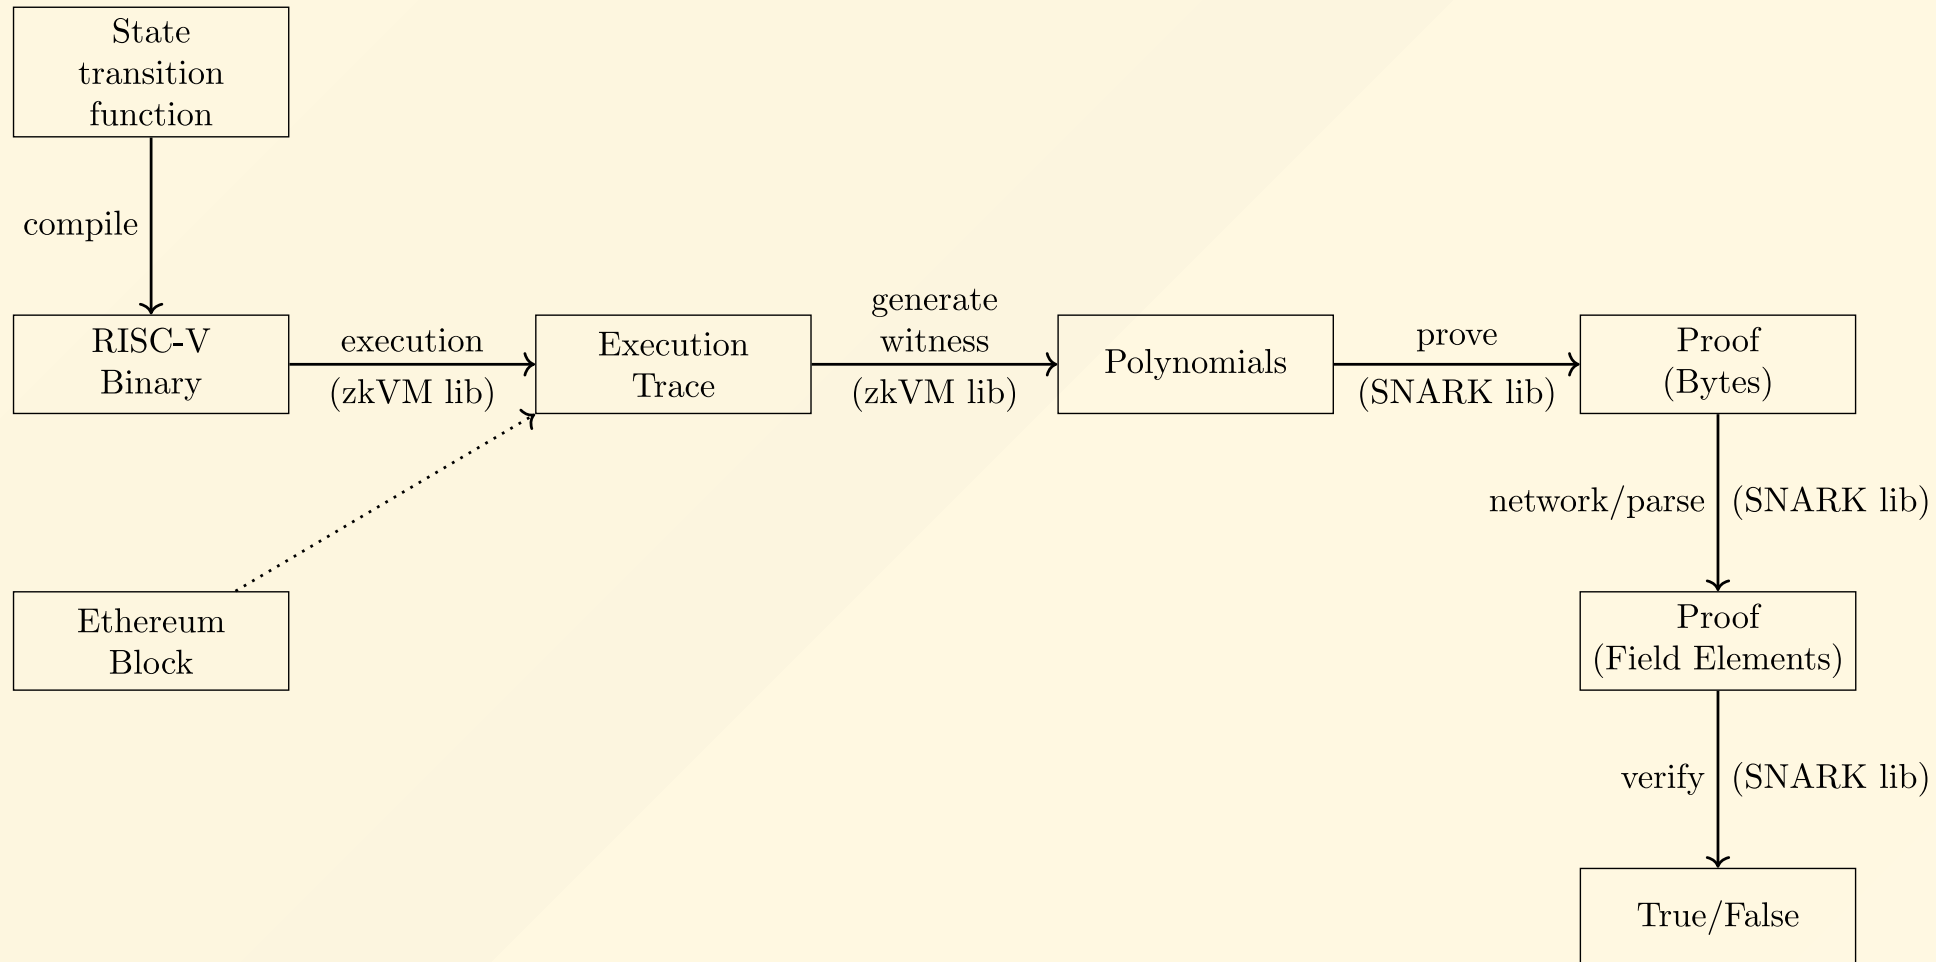 State
transition
function
compile
RISC-V
Binary
execution
(zkVM lib)
Execution
Trace
generate
witness
(zkVM lib)
Polynomials
prove
(SNARK lib)
Proof
(Bytes)
network/parse
(SNARK lib)
Ethereum
Block
Proof
(Field Elements)
verify
(SNARK lib)
True/False